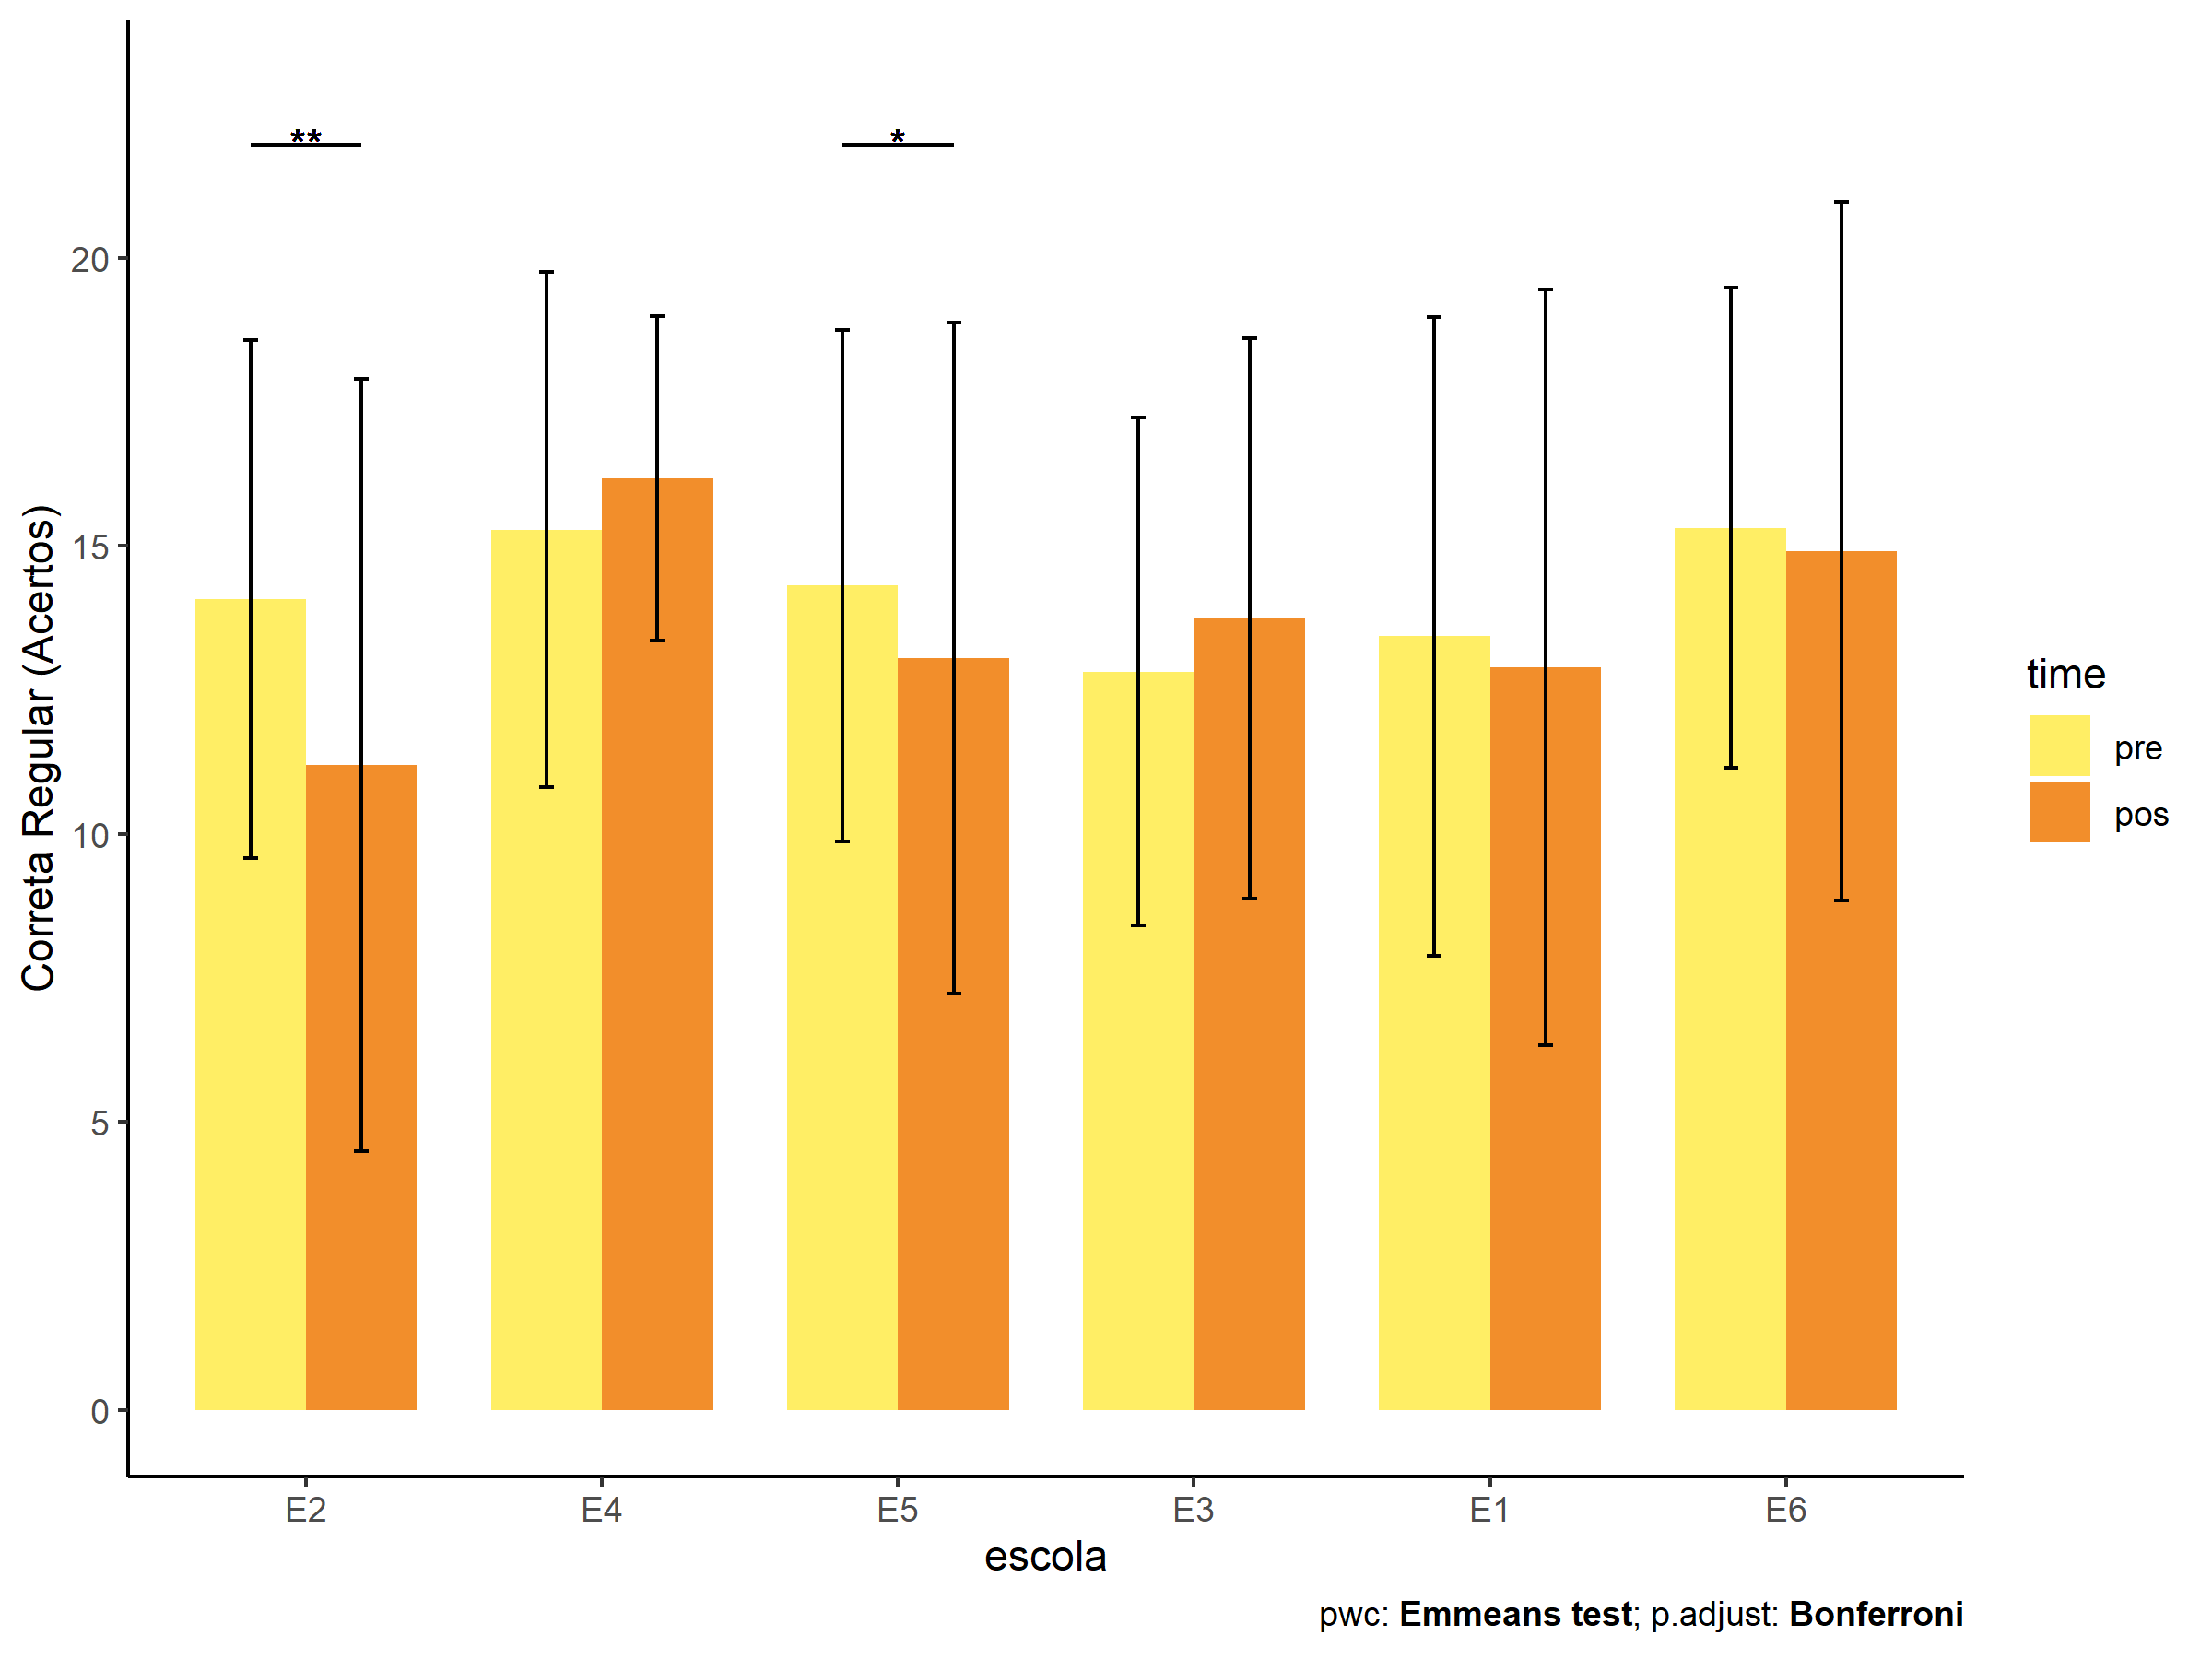 **
*
20
15
10
5
0
Correta Regular (Acertos)
E2 E4 E5 E3 E1 E6
escola
time
pre
pos
pwc: Emmeans test; p.adjust: Bonferroni